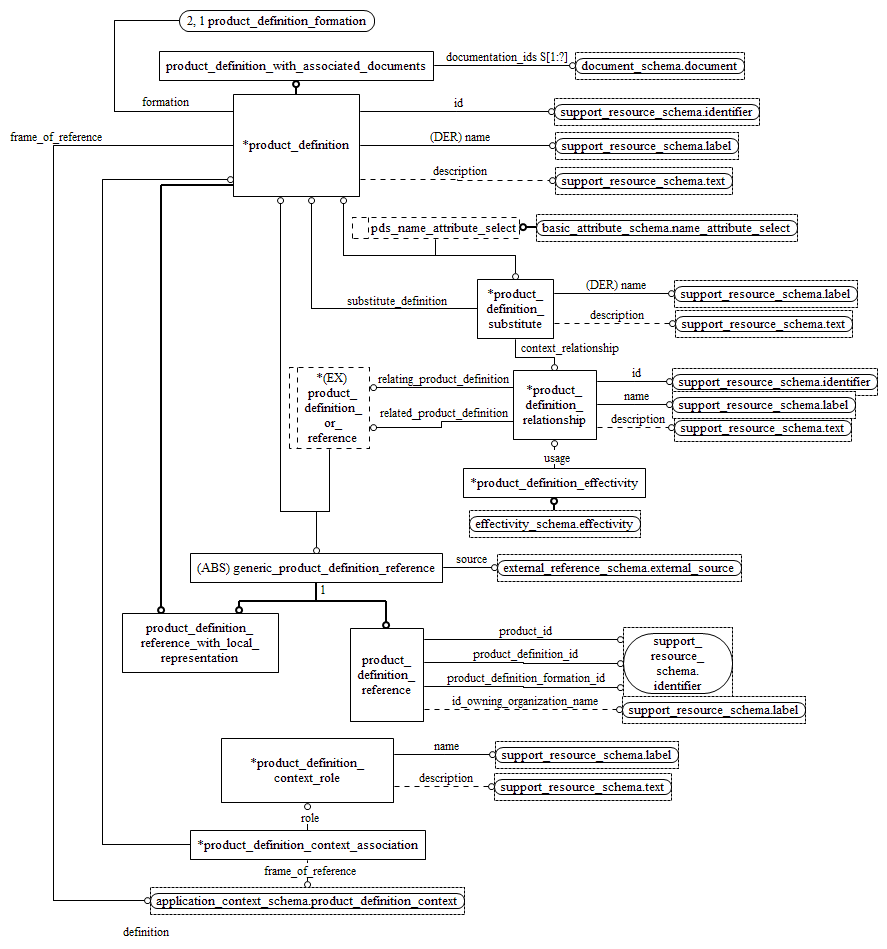 2, 1 product_definition_formation
product_definition_with_associated_documents
documentation_ids S[1:?]
document_schema.document
formation
id
support_resource_schema.identifier
frame_of_reference
*product_definition
(DER) name
support_resource_schema.label
description
support_resource_schema.text
pds_name_attribute_select
basic_attribute_schema.name_attribute_select
substitute_definition
*product_
definition_
substitute
(DER) name
support_resource_schema.label
description
support_resource_schema.text
context_relationship
*(EX)
product_
definition_
or_
reference
relating_product_definition
related_product_definition
*product_
definition_
relationship
id
support_resource_schema.identifier
name
support_resource_schema.label
description
support_resource_schema.text
usage
*product_definition_effectivity
effectivity_schema.effectivity
(ABS) generic_product_definition_reference
source
external_reference_schema.external_source
1
product_definition_
reference_with_local_
representation
product_
definition_
reference
product_id
product_definition_id
product_definition_formation_id
support_
resource_
schema.
identifier
id_owning_organization_name
support_resource_schema.label
*product_definition_
context_role
name
support_resource_schema.label
description
support_resource_schema.text
role
*product_definition_context_association
frame_of_reference
application_context_schema.product_definition_context
definition